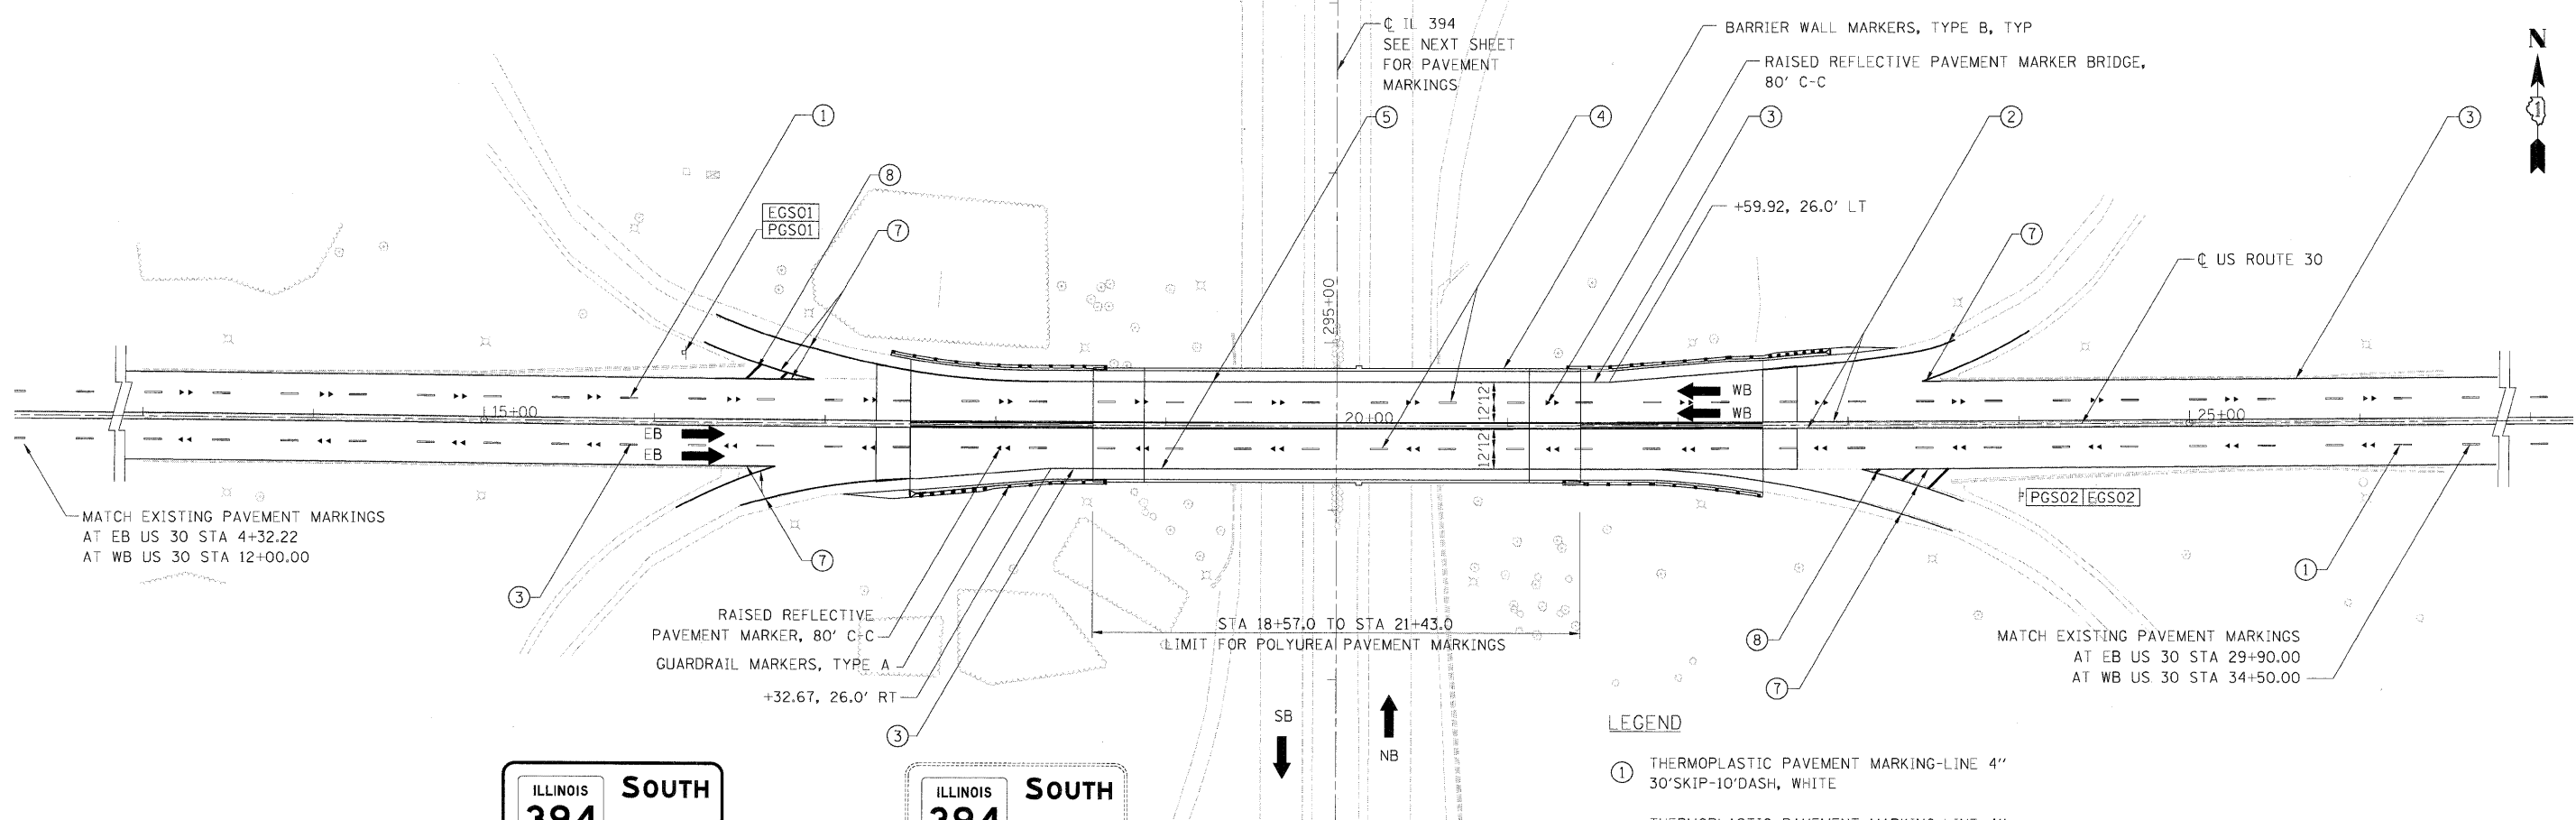 ℄ IL 394
SEE NEXT SHEET
FOR PAVEMENT
MARKINGS
BARRIER WALL MARKERS, TYPE B, TYP
RAISED REFLECTIVE PAVEMENT MARKER BRIDGE,
80' C-C
N
1
1
5
4
3
2
3
8
EGS01
PGS01
7
+59.92, 26.0' LT
7
℄ US ROUTE 30
295+00
WB
WB
12'
12'
12'
12'
15+00
20+00
25+00
EB
EB
PGS02 EGS02
MATCH EXISTING PAVEMENT MARKINGS
AT EB US 30 STA 4+32.22
AT WB US 30 STA 12+00.00
7
3
1
RAISED REFLECTIVE
PAVEMENT MARKER, 80' C-C
GUARDRAIL MARKERS, TYPE A
+32.67, 26.0' RT
3
STA 18+57.0 TO STA 21+43.0
LIMIT FOR POLYUREA PAVEMENT MARKINGS
8
7
MATCH EXISTING PAVEMENT MARKINGS
AT EB US 30 STA 29+90.00
AT WB US 30 STA 34+50.00
SB
NB
ILLINOIS
394
SOUTH
ILLINOIS
394
SOUTH
LEGEND
1 THERMOPLASTIC PAVEMENT MARKING-LINE 4"
30'SKIP-10'DASH, WHITE